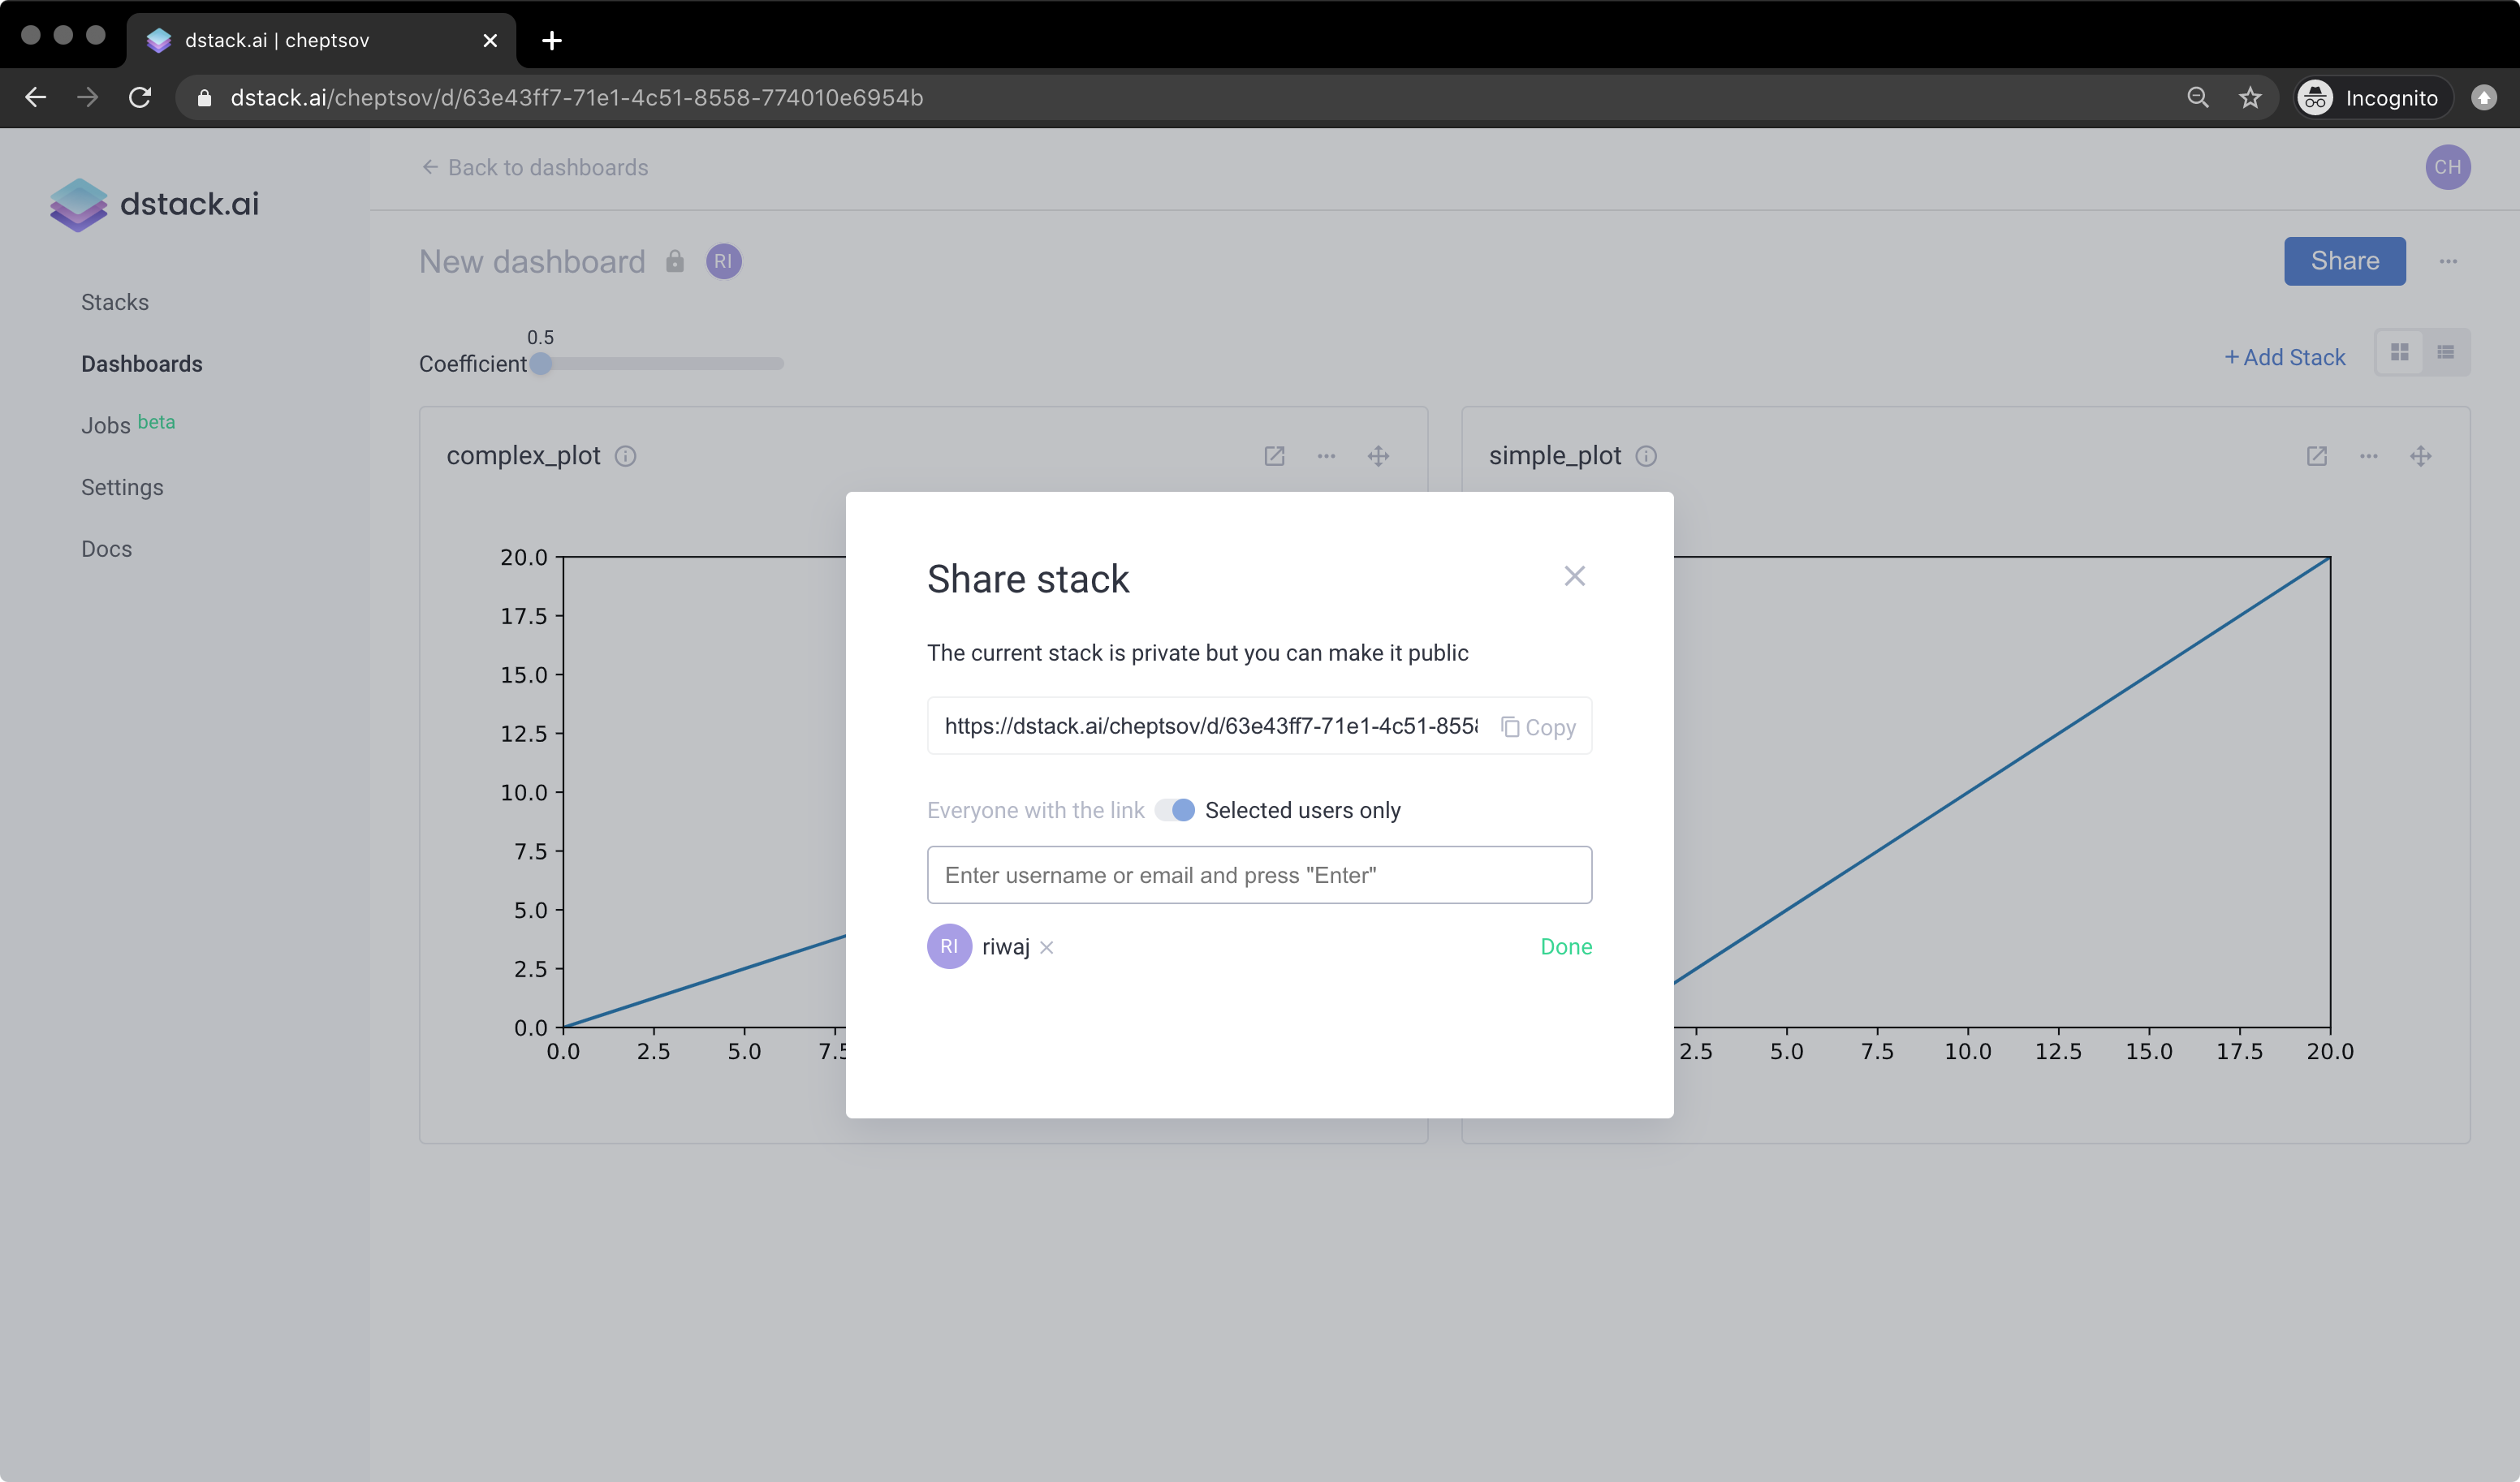 dstack.ai | cheptsov
dstack.ai/cheptsov/d/63e43ff7-71e1-4c51-8558-774010e6954b
Incognito
dstack.ai
Stacks
Dashboards
Jobs beta
Settings
Docs
Back to dashboards
CH
New dashboard
RI
Share
0.5
Coefficient
+ Add Stack
complex_plot
20.0
17.5
15.0
12.5
10.0
7.5
5.0
2.5
0.0
0.0 2.5 5.0 7.5
simple_plot
2.5 5.0 7.5 10.0 12.5 15.0 17.5 20.0
Share stack
The current stack is private but you can make it public
https://dstack.ai/cheptsov/d/63e43ff7-71e1-4c51-8558
Copy
Everyone with the link Selected users only
Enter username or email and press "Enter"
RI riwaj
Done